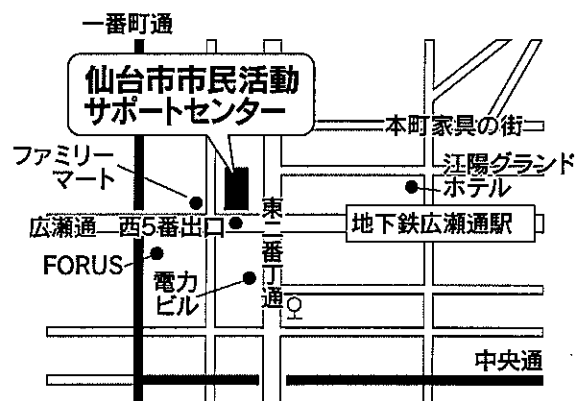 一番町通
仙台市市民活動
サポートセンター
本町家具の街
ファミリー
マート
江陽グランド
ホテル
広瀬通
西5番出口
東二番丁通
地下鉄広瀬通駅
FORUS
電力
ビル
中央通